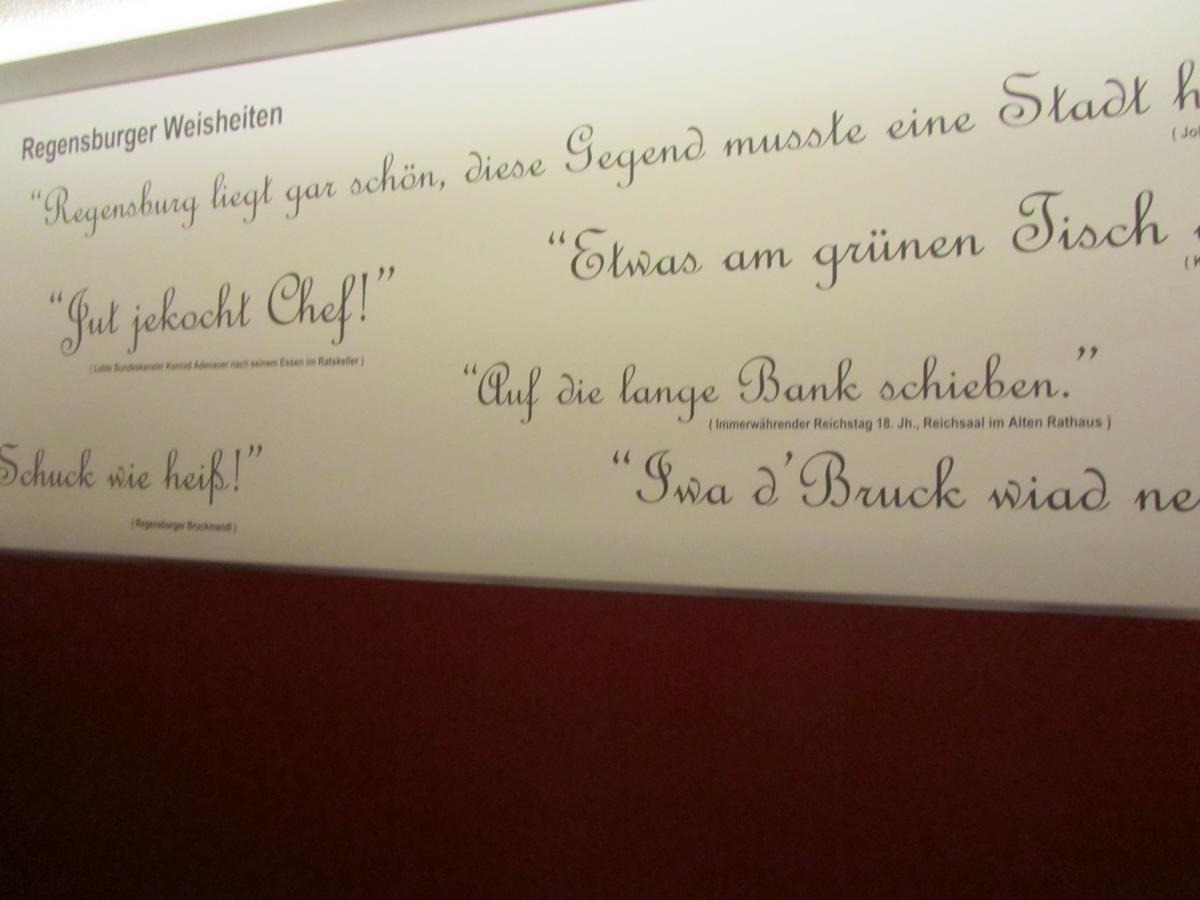 Regensburger Weisheiten
“Regensburg liegt gar schön, diese Gegend musste eine Stadt h
( Jo
“Etwas am grünen Tisch
“Jut jekocht Chef!”
( Bundeskanzler Konrad Adenauer nach seinem Essen im Ratskeller )
“Auf die lange Bank schieben.”
( Immerwährender Reichstag 18. Jh., Reichsaal im Alten Rathaus )
Schuck wie heiß!”
( Regensburger Bruckmandl )
“Iwa d’Bruck wiad ne